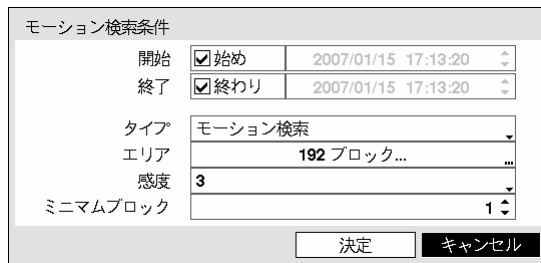 モーション検索条件
開始 始め 2007/01/15 17:13:20
終了 終わり 2007/01/15 17:13:20
タイプ モーション検索
エリア 192 ブロック...
感度 3
ミニマムブロック 1
決定 キャンセル